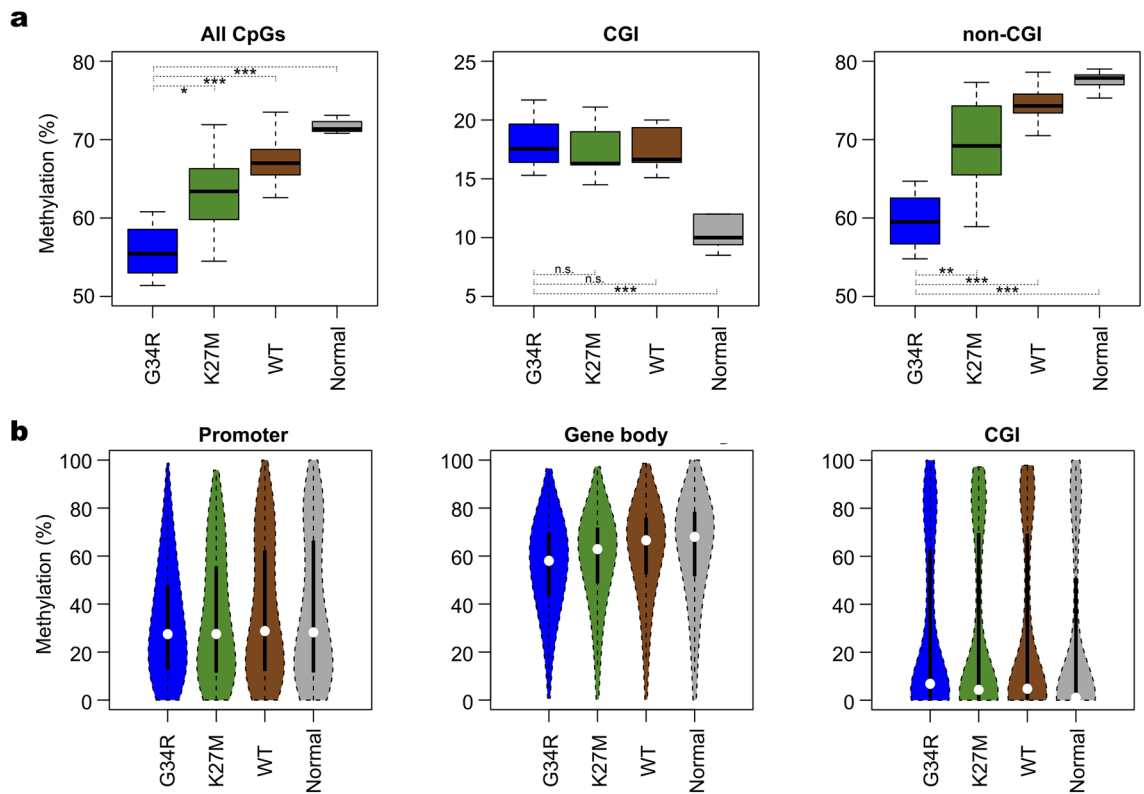 a
All CpGs
CGI
non-CGI
Methylation (%)
80
70
60
50
***
***
*
G34R
K27M
WT
Normal
25
20
15
10
5
n.s.
n.s.
***
G34R
K27M
WT
Normal
80
70
60
50
**
***
***
G34R
K27M
WT
Normal
b
Promoter
Gene body
CGI
Methylation (%)
100
80
60
40
20
0
G34R
K27M
WT
Normal
100
80
60
40
20
0
G34R
K27M
WT
Normal
100
80
60
40
20
0
G34R
K27M
WT
Normal